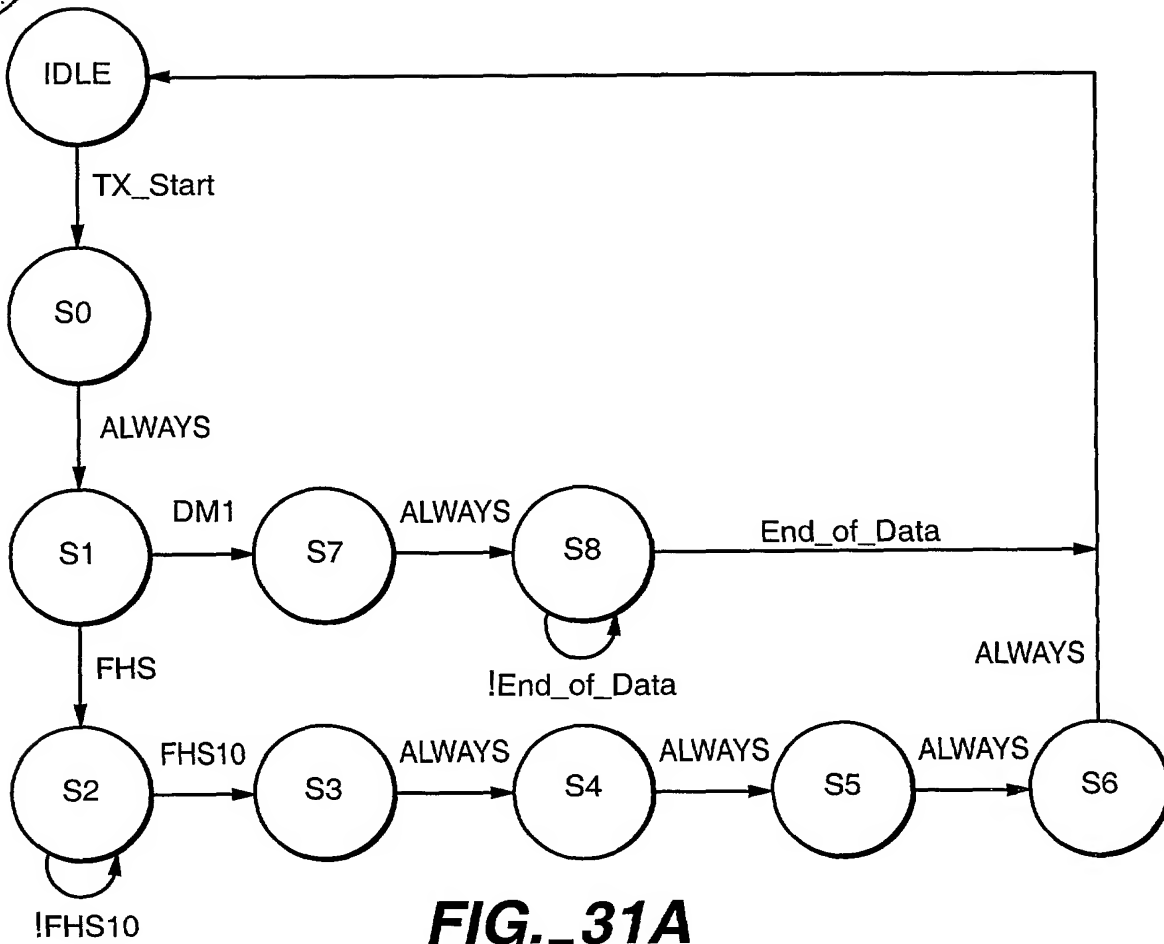 IDLE
TX_Start
S0
ALWAYS
S1
DM1
S7
ALWAYS
S8
End_of_Data
!End_of_Data
ALWAYS
FHS
S2
FHS10
S3
ALWAYS
S4
ALWAYS
S5
ALWAYS
S6
!FHS10
FIG._31A